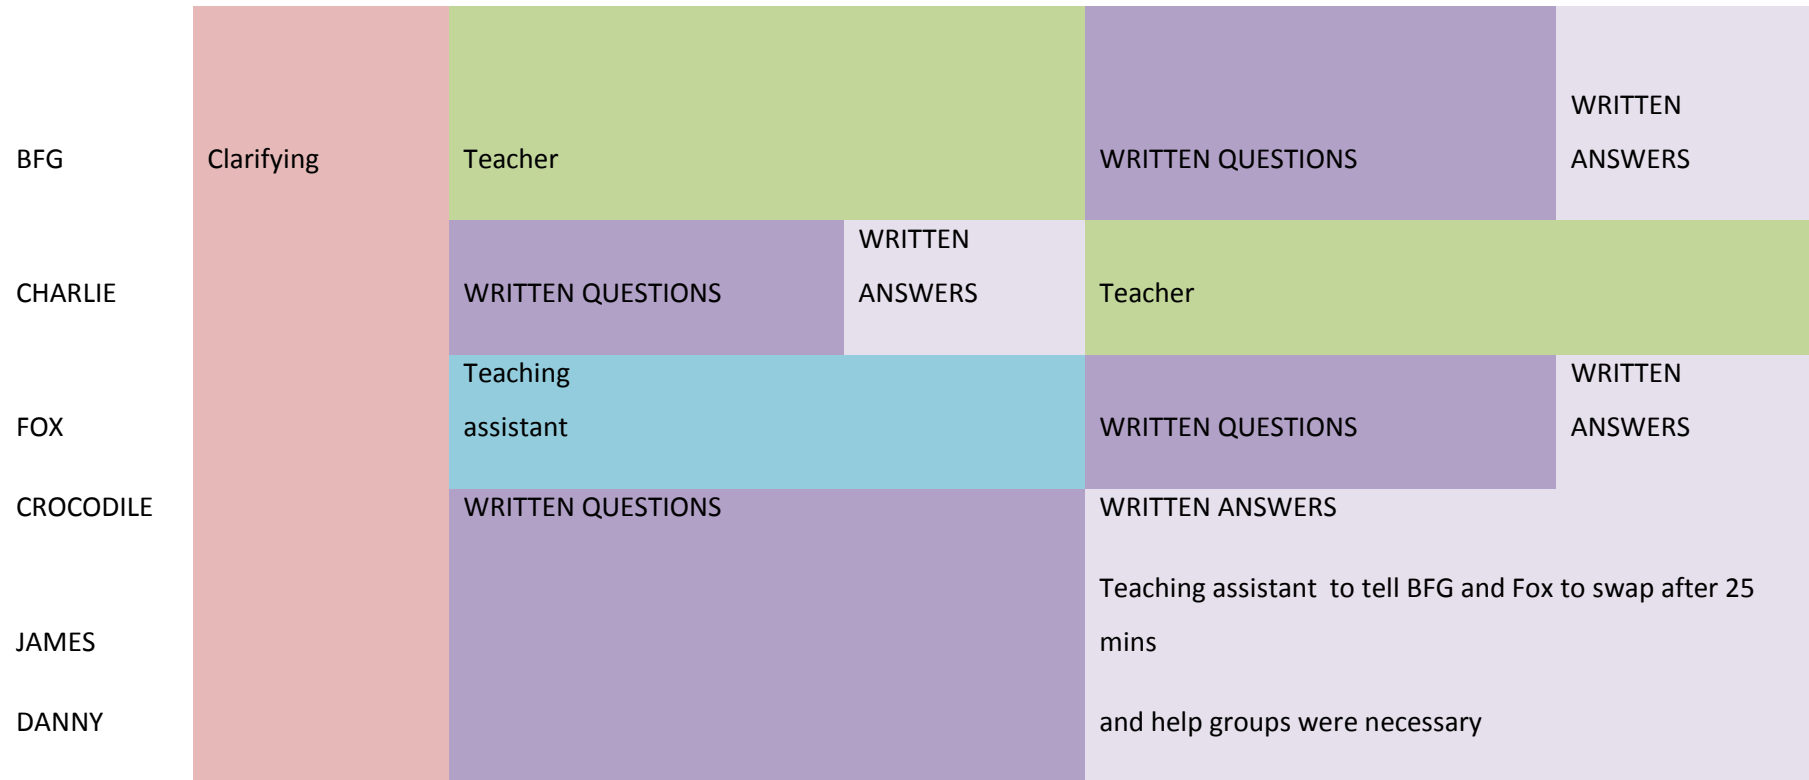 WRITTEN
BFG Clarifying Teacher WRITTEN QUESTIONS ANSWERS
WRITTEN
CHARLIE WRITTEN QUESTIONS ANSWERS Teacher
Teaching WRITTEN
FOX assistant WRITTEN QUESTIONS ANSWERS
CROCODILE WRITTEN QUESTIONS WRITTEN ANSWERS
Teaching assistant to tell BFG and Fox to swap after 25
JAMES mins
DANNY and help groups were necessary